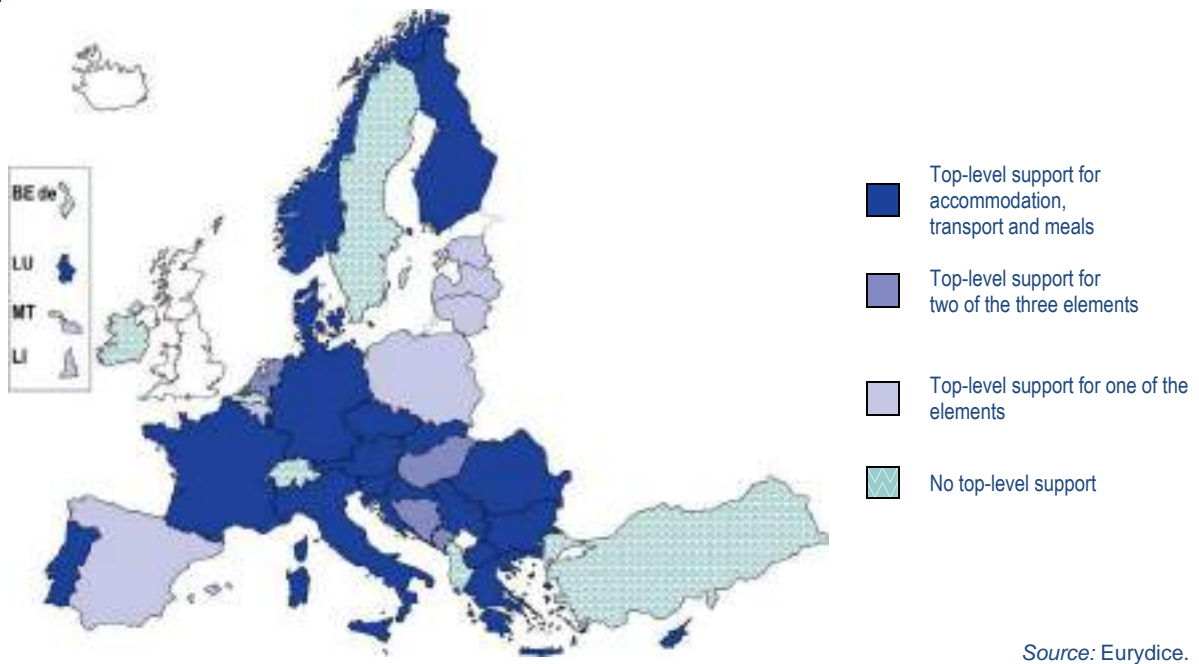 BE de
LU
MT
LI
Top-level support for
accommodation,
transport and meals
Top-level support for
two of the three elements
Top-level support for one of the
elements
No top-level support
Source: Eurydice.